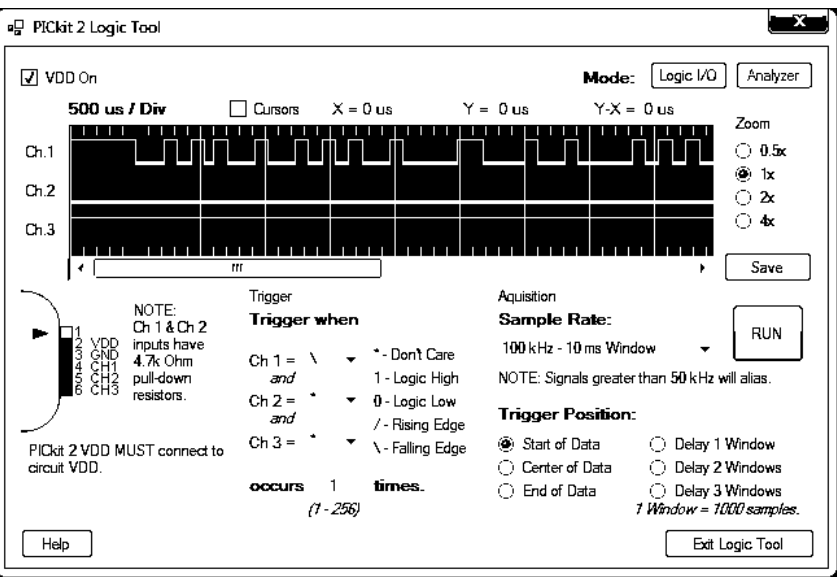 PICkit 2 Logic Tool
VDD On
Mode: Logic I/O Analyzer
500 us / Div Cursors X = 0 us Y = 0 us Y-X = 0 us
Zoom
Ch.1
0.5x
1x
Ch.2
2x
Ch.3
4x
Save
NOTE:
Ch 1 & Ch 2
inputs have
4.7k Ohm
pull-down
resistors.
1
2 VDD
3 GND
4 CH1
5 CH2
6 CH3
PICkit 2 VDD MUST connect to
circuit VDD.
Trigger
Trigger when
Ch 1 = \
and
Ch 2 = *
and
Ch 3 = *
* - Don't Care
1 - Logic High
0 - Logic Low
/ - Rising Edge
\ - Falling Edge
occurs 1 times.
(1 - 256)
Aquisition
Sample Rate:
100 kHz - 10 ms Window
NOTE: Signals greater than 50 kHz will alias.
RUN
Trigger Position:
Start of Data Delay 1 Window
Center of Data Delay 2 Windows
End of Data Delay 3 Windows
1 Window = 1000 samples.
Help
Exit Logic Tool